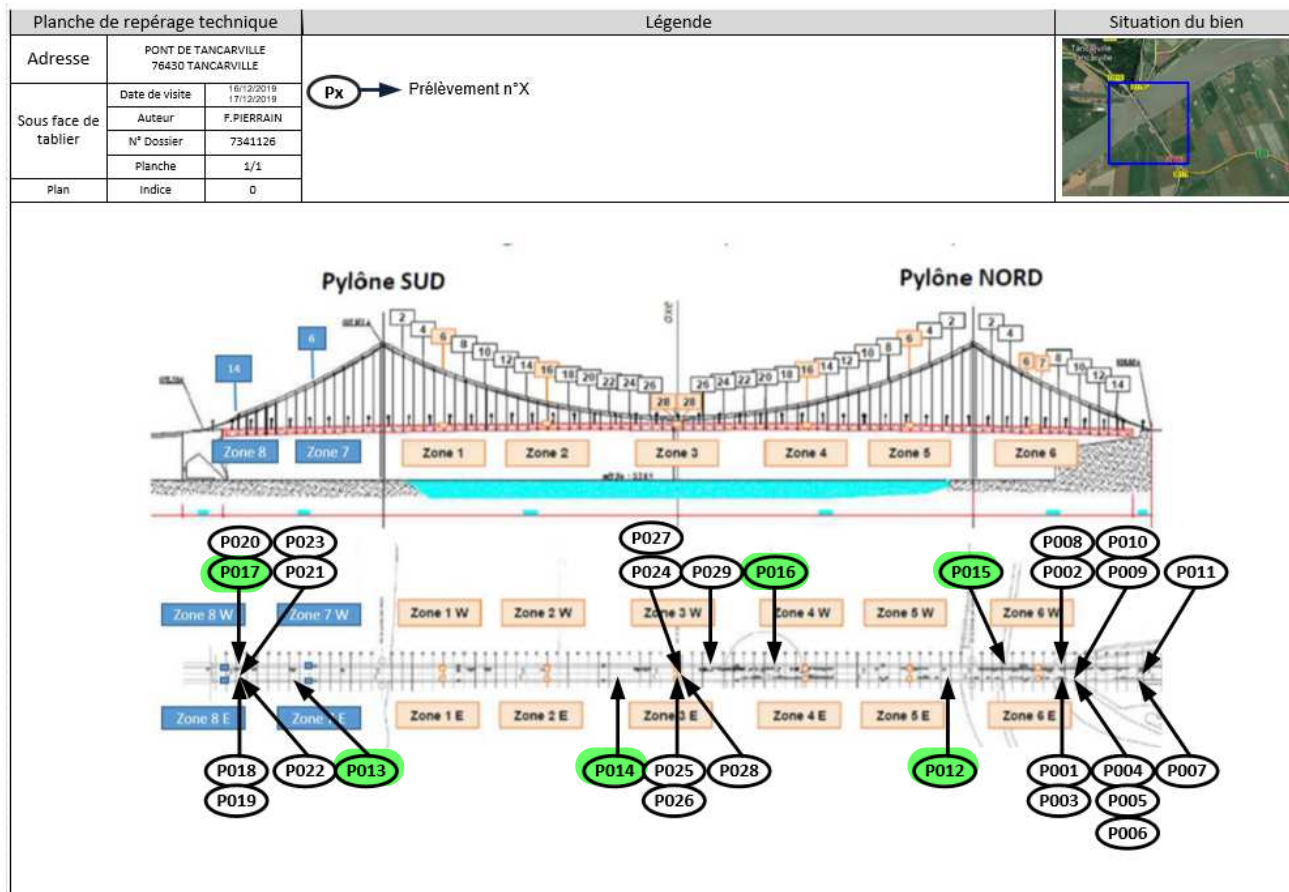 Planche de repérage technique
Légende
Situation du bien
Adresse
PONT DE TANCARVILLE
76430 TANCARVILLE
Sous face de
tablier
Date de visite
16/12/2019
17/12/2019
Auteur
F.PIERRAIN
N° Dossier
7341126
Planche
1/1
Plan
Indice
0
Px
Prélèvement n°X
Tancarville
Tancarville
Pylône SUD
Pylône NORD
axe
14
6
2
4
6
8
10
12
14
16
18
20
22
24
26
28
28
26
24
22
20
18
16
14
12
10
8
6
4
2
2
4
6
7
8
10
12
14
Zone 8
Zone 7
Zone 1
Zone 2
Zone 3
Zone 4
Zone 5
Zone 6
P020
P023
P027
P008
P010
P017
P021
P024
P029
P016
P015
P002
P009
P011
Zone 8 W
Zone 7 W
Zone 1 W
Zone 2 W
Zone 3 W
Zone 4 W
Zone 5 W
Zone 6 W
Zone 8 E
Zone 7 E
Zone 1 E
Zone 2 E
Zone 3 E
Zone 4 E
Zone 5 E
Zone 6 E
P018
P022
P013
P014
P025
P028
P012
P001
P004
P007
P019
P026
P003
P005
P006